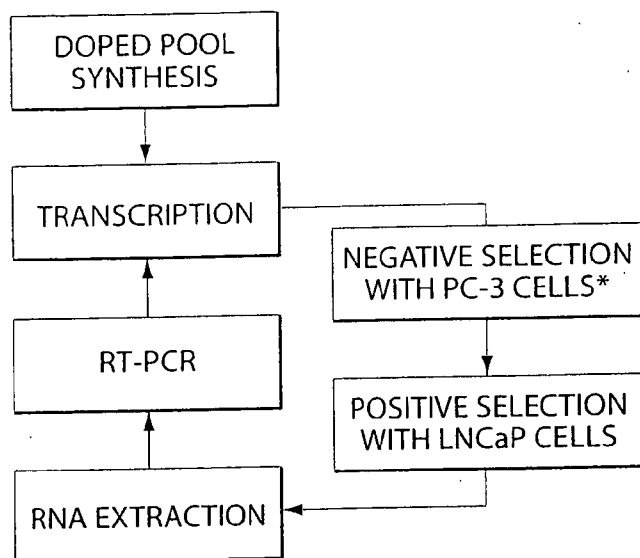 DOPED POOL
SYNTHESIS
TRANSCRIPTION
NEGATIVE SELECTION
WITH PC-3 CELLS*
POSITIVE SELECTION
WITH LNCaP CELLS
RNA EXTRACTION
RT-PCR